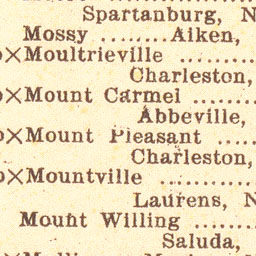 Spartanburg, N
Mossy ........Aiken,
o×Moultrieville ........
Charleston,
o×Mount Carmel ........
Abbeville,
o×Mount Pleasant .....
Charleston,
o×Mountville ........
Laurens, N
Mount Willing .......
Saluda,